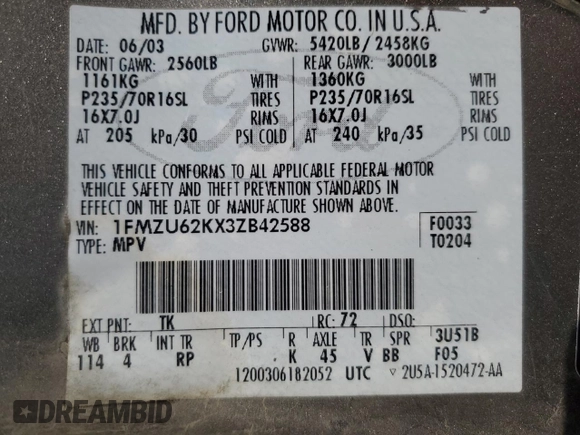 MFD. BY FORD MOTOR CO. IN U.S.A.
DATE: 06/03 GVWR: 5420LB/ 2458KG
FRONT GAWR: 2560LB REAR GAWR: 3000LB
1161KG WITH 1360KG WITH
P235/70R16SL TIRES P235/70R16SL TIRES
16X7.0J RIMS 16X7.0J RIMS
AT 205 kPa/30 PSI COLD AT 240 kPa/35 PSI COLD
THIS VEHICLE CONFORMS TO ALL APPLICABLE FEDERAL MOTOR
VEHICLE SAFETY AND THEFT PREVENTION STANDARDS IN
EFFECT ON THE DATE OF MANUFACTURE SHOWN ABOVE.
VIN: 1FMZU62KX3ZB42588 F0033
TYPE: MPV T0204
EXT PNT: TK RC: 72 DSO:
WB BRK INT TR TP/PS R AXLE TR SPR 3U51B
114 4 RP K 45 V BB F05
1200306182052 UTC ▽ 2U5A-1520472-AA
Ford
DREAMBID